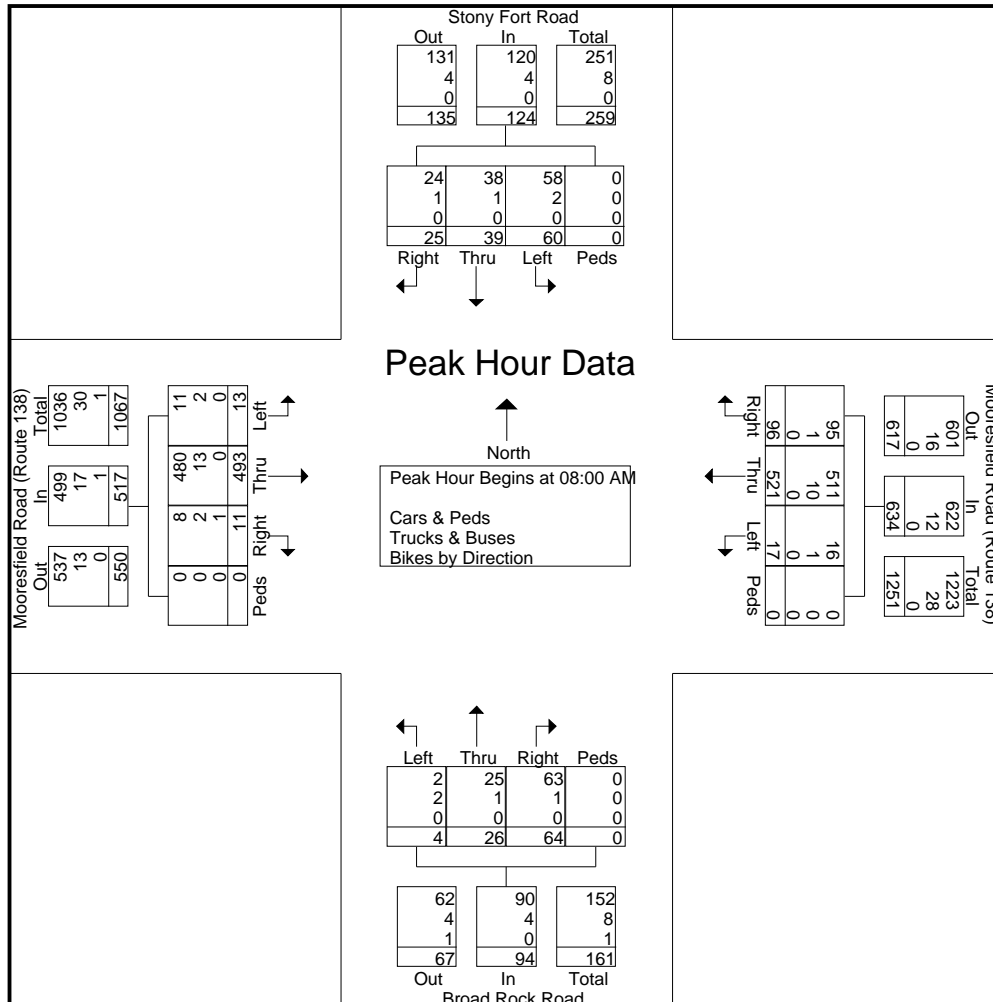 Stony Fort Road
Out In Total
131 120 251
4 4 8
0 0 0
135 124 259
24 38 58 0
1 1 2 0
0 0 0 0
25 39 60 0
Right Thru Left Peds
Peak Hour Data
North
Peak Hour Begins at 08:00 AM
Cars & Peds
Trucks & Buses
Bikes by Direction
Mooresfield Road (Route 138)
Out In Total
537 499 1036
13 17 30
0 1 1
550 517 1067
Left Thru Right Peds
11 480 8 0
2 13 2 0
0 0 1 0
13 493 11 0
Mooresfield Road (Route 138)
Out In Total
601 622 1223
16 12 28
0 0 0
617 634 1251
95 511 16 0
1 10 1 0
0 0 0 0
96 521 17 0
Right Thru Left Peds
Left Thru Right Peds
2 25 63 0
2 1 1 0
0 0 0 0
4 26 64 0
62 90 152
4 4 8
1 0 1
67 94 161
Out In Total
Broad Rock Road